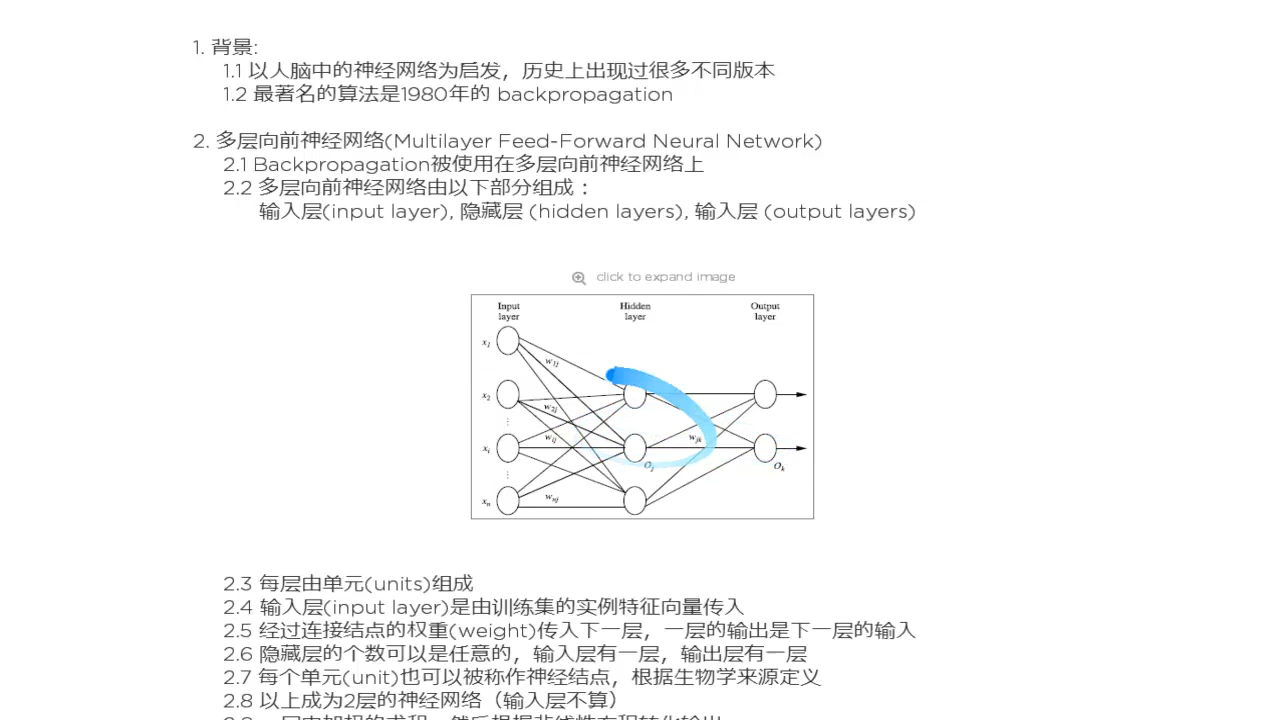 1. 背景:
1.1 以人脑中的神经网络为启发，历史上出现过很多不同版本
1.2 最著名的算法是1980年的 backpropagation
2. 多层向前神经网络(Multilayer Feed-Forward Neural Network)
2.1 Backpropagation被使用在多层向前神经网络上
2.2 多层向前神经网络由以下部分组成：
输入层(input layer), 隐藏层 (hidden layers), 输入层 (output layers)
click to expand image
Input layer
Hidden layer
Output layer
x1
w1j
x2
w2j
xi
wij
wjk
Oj
Ok
xn
wnj
2.3 每层由单元(units)组成
2.4 输入层(input layer)是由训练集的实例特征向量传入
2.5 经过连接结点的权重(weight)传入下一层，一层的输出是下一层的输入
2.6 隐藏层的个数可以是任意的，输入层有一层，输出层有一层
2.7 每个单元(unit)也可以被称作神经结点，根据生物学来源定义
2.8 以上成为2层的神经网络（输入层不算）